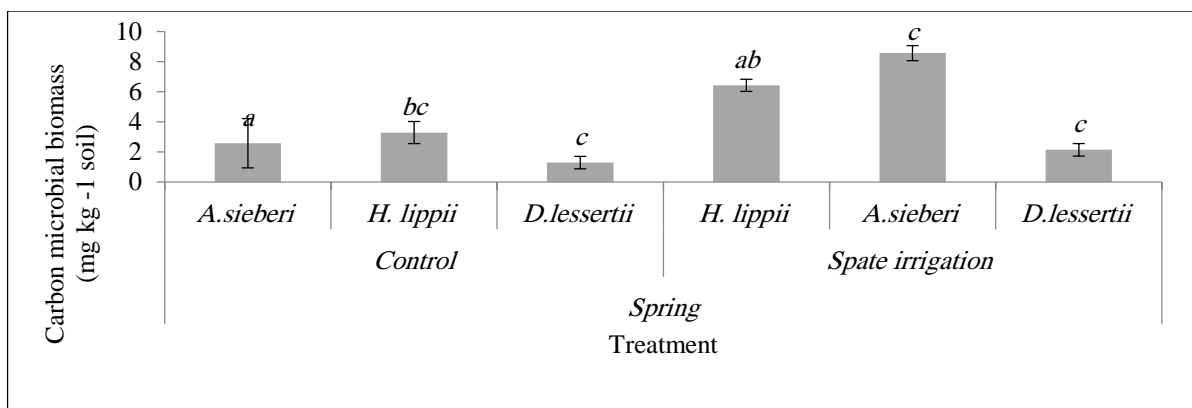 Carbon microbial biomass
(mg kg -1 soil)
10
8
6
4
2
0
a
bc
c
ab
c
c
A.sieberi
H. lippii
D.lessertii
H. lippii
A.sieberi
D.lessertii
Control
Spate irrigation
Spring
Treatment